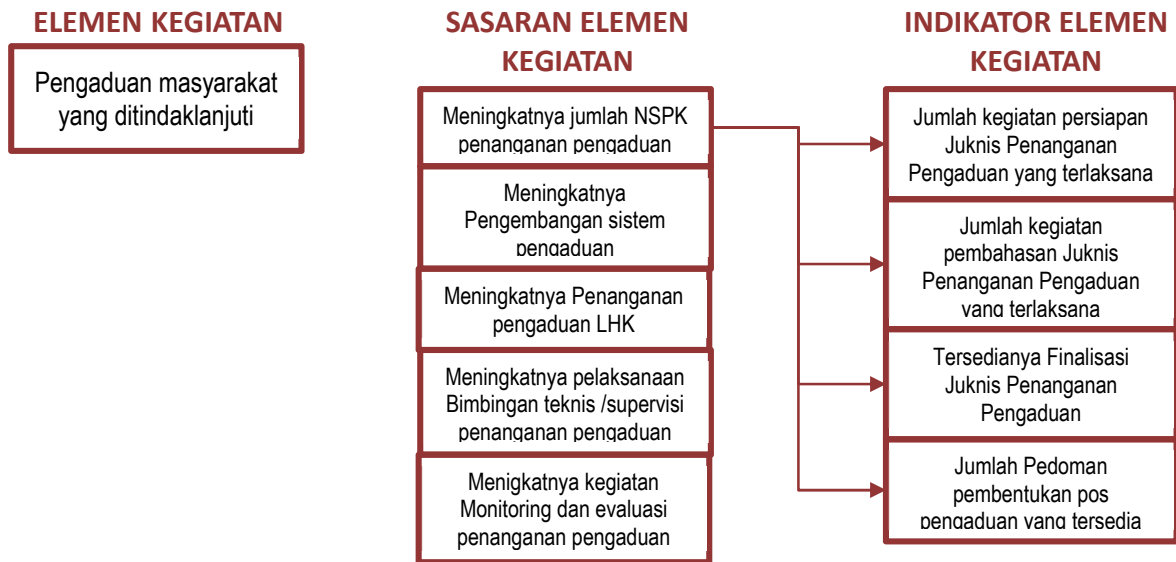 ELEMEN KEGIATAN
Pengaduan masyarakat
yang ditindaklanjuti
SASARAN ELEMEN
KEGIATAN
Meningkatnya jumlah NSPK
penanganan pengaduan
Meningkatnya
Pengembangan sistem
pengaduan
Meningkatnya Penanganan
pengaduan LHK
Meningkatnya pelaksanaan
Bimbingan teknis /supervisi
penanganan pengaduan
Menigkatnya kegiatan
Monitoring dan evaluasi
penanganan pengaduan
INDIKATOR ELEMEN
KEGIATAN
Jumlah kegiatan persiapan
Juknis Penanganan
Pengaduan yang terlaksana
Jumlah kegiatan
pembahasan Juknis
Penanganan Pengaduan
yang terlaksana
Tersedianya Finalisasi
Juknis Penanganan
Pengaduan
Jumlah Pedoman
pembentukan pos
pengaduan yang tersedia